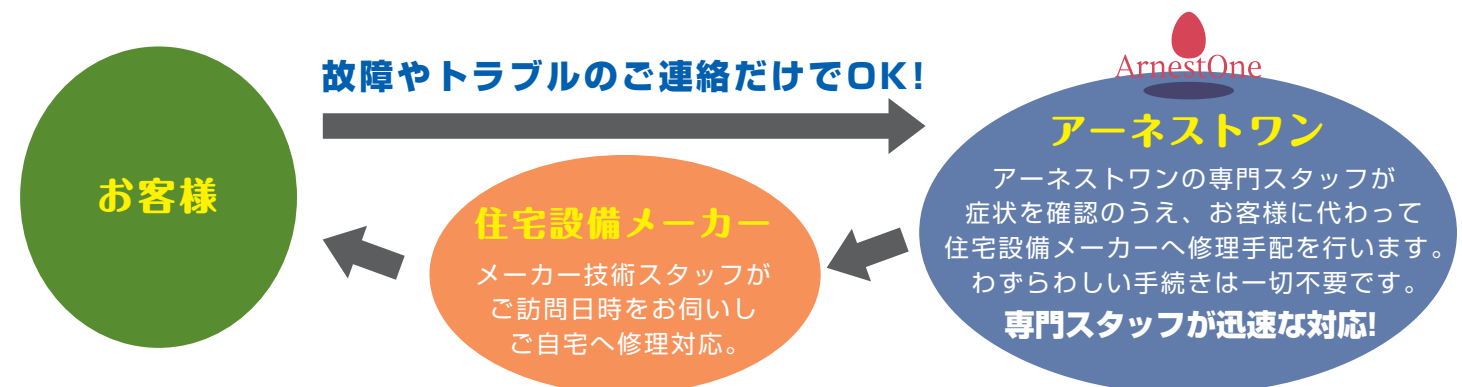 お客様
故障やトラブルのご連絡だけでOK!
ArnestOne
アーネストワン
アーネストワンの専門スタッフが
症状を確認のうえ、お客様に代わって
住宅設備メーカーへ修理手配を行います。
わずらわしい手続きは一切不要です。
専門スタッフが迅速な対応!
住宅設備メーカー
メーカー技術スタッフが
ご訪問日時をお伺いし
ご自宅へ修理対応。